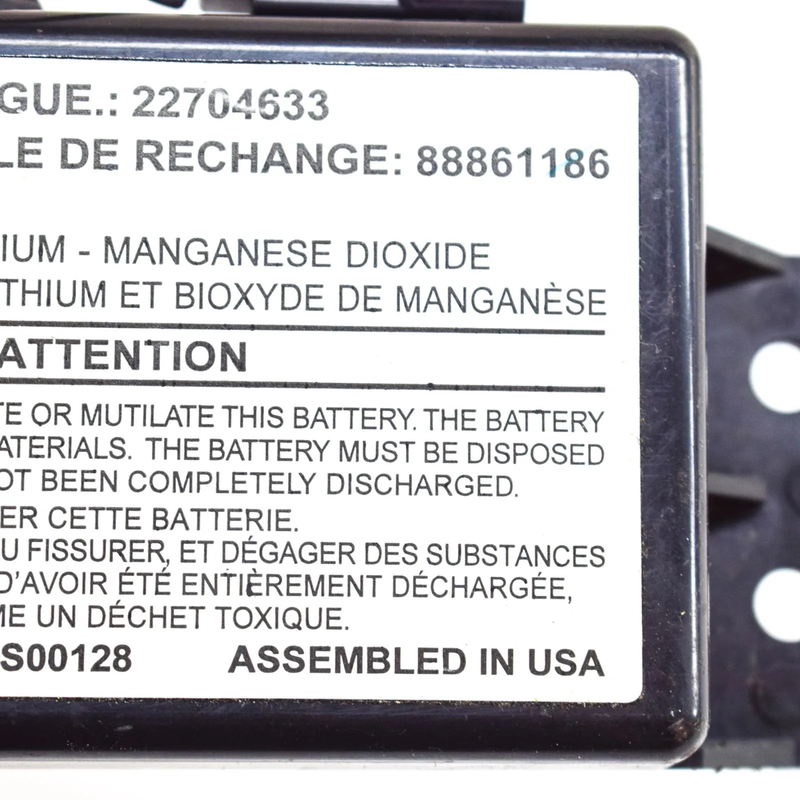 GUE.: 22704633
LE DE RECHANGE: 88861186
IUM - MANGANESE DIOXIDE
THIUM ET BIOXYDE DE MANGANÈSE
ATTENTION
TE OR MUTILATE THIS BATTERY. THE BATTERY
ATERIALS. THE BATTERY MUST BE DISPOSED
OT BEEN COMPLETELY DISCHARGED.
ER CETTE BATTERIE.
U FISSURER, ET DÉGAGER DES SUBSTANCES
D'AVOIR ÉTÉ ENTIÈREMENT DÉCHARGÉE,
ME UN DÉCHET TOXIQUE.
S00128 ASSEMBLED IN USA